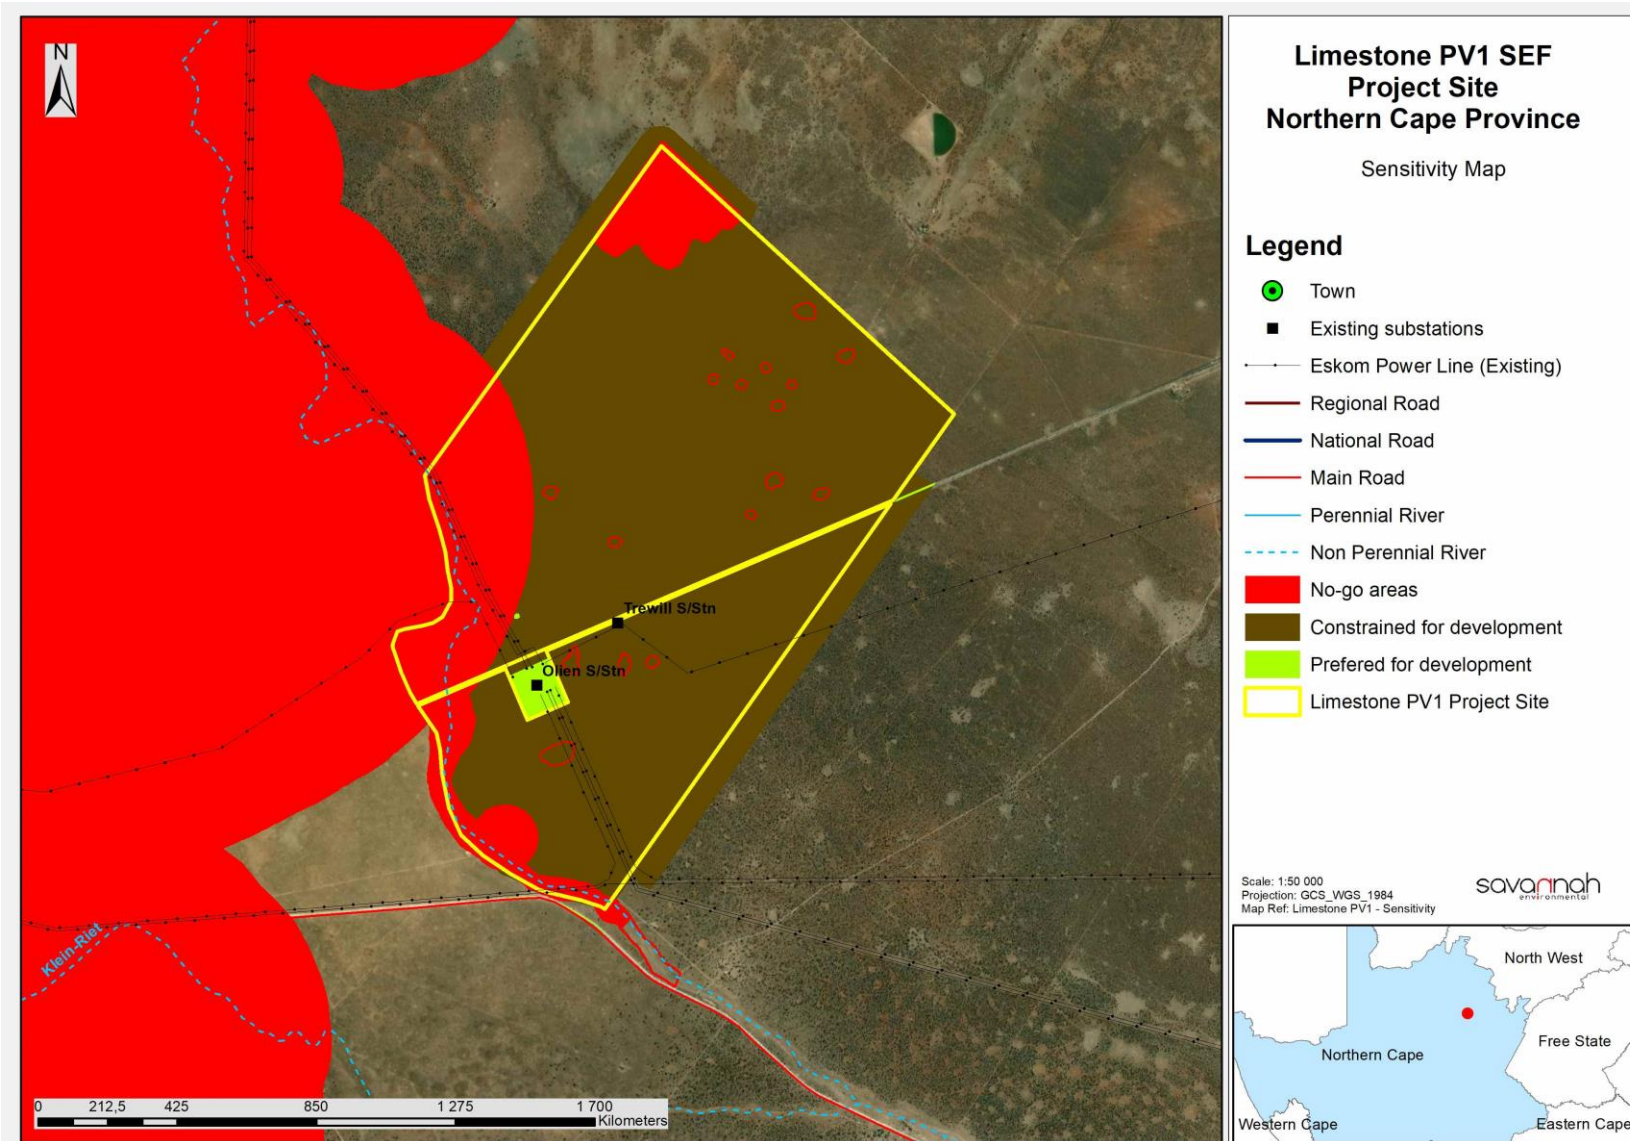 N
Trewill S/Stn
Olien S/Stn
Klein-Riet
0 212,5 425 850 1 275 1 700
Kilometers
Limestone PV1 SEF
Project Site
Northern Cape Province
Sensitivity Map
Legend
Town
Existing substations
Eskom Power Line (Existing)
Regional Road
National Road
Main Road
Perennial River
Non Perennial River
No-go areas
Constrained for development
Prefered for development
Limestone PV1 Project Site
Scale: 1:50 000
Projection: GCS_WGS_1984
Map Ref: Limestone PV1 - Sensitivity
savannah
environmental
North West
Free State
Northern Cape
Western Cape
Eastern Cape